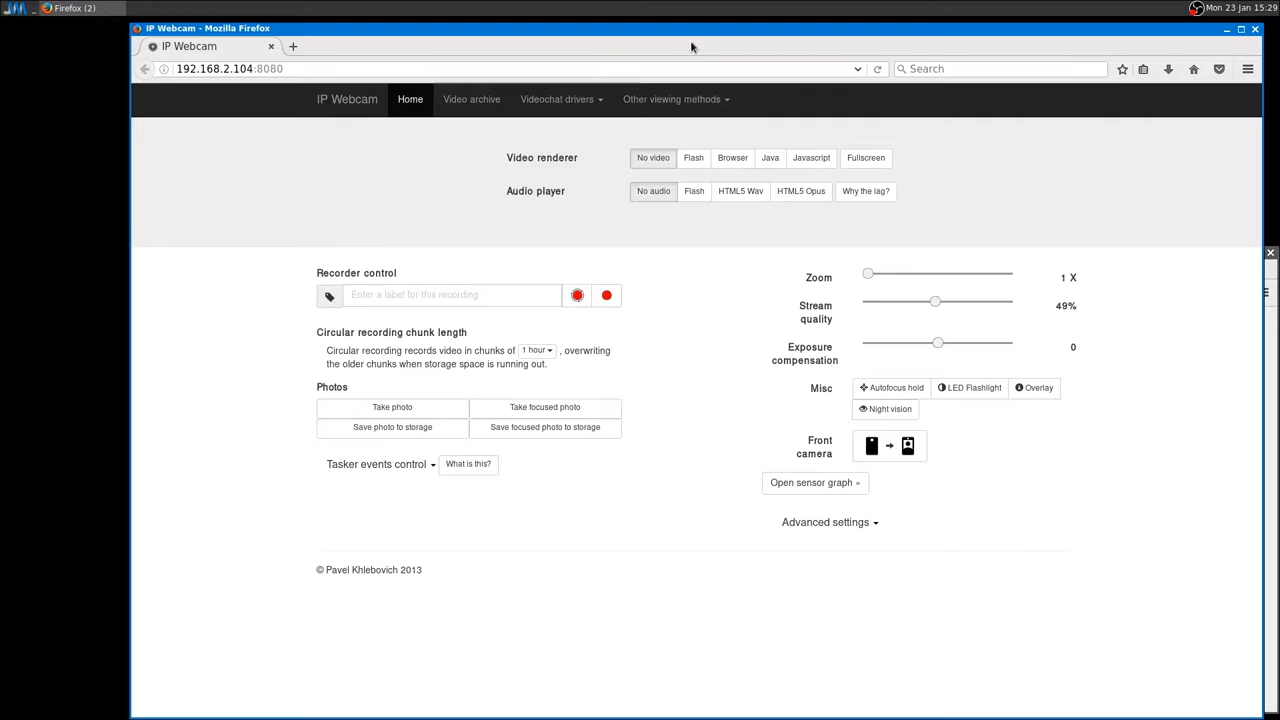 Firefox (2)
Mon 23 Jan 15:29
IP Webcam - Mozilla Firefox
IP Webcam
192.168.2.104:8080
Search
IP Webcam
Home
Video archive
Videochat drivers
Other viewing methods
Video renderer
No video
Flash
Browser
Java
Javascript
Fullscreen
Audio player
No audio
Flash
HTML5 Wav
HTML5 Opus
Why the lag?
Recorder control
Enter a label for this recording
Circular recording chunk length
Circular recording records video in chunks of 1 hour , overwriting
the older chunks when storage space is running out.
Photos
Take photo
Take focused photo
Save photo to storage
Save focused photo to storage
Tasker events control
What is this?
Zoom
1 X
Stream
quality
49%
Exposure
compensation
0
Misc
Autofocus hold
LED Flashlight
Overlay
Night vision
Front
camera
Open sensor graph »
Advanced settings
© Pavel Khlebovich 2013